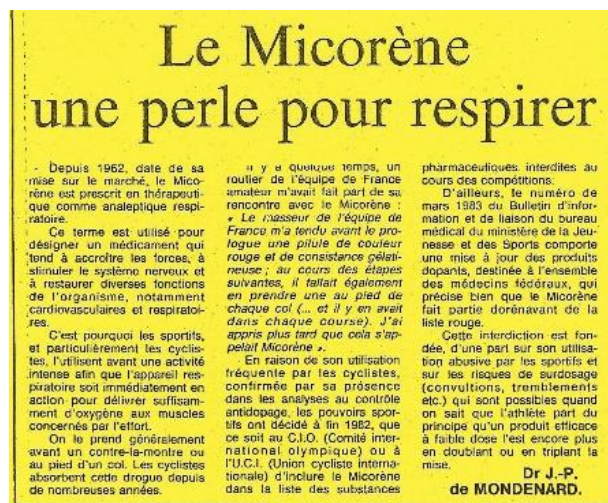 Le Micorène
une perle pour respirer
Depuis 1962, date de sa
mise sur le marché, le Mico-
rène est prescrit en thérapeuti-
que comme analeptique respi-
ratoire.
Ce terme est utilisé pour
désigner un médicament qui
tend à accroître les forces, à
stimuler le système nerveux et
à restaurer diverses fonctions
de l'organisme, notamment
cardiovasculaires et respiratoi-
res.
C'est pourquoi les sportifs,
et particulièrement les cyclis-
tes, l'utilisent avant une activité
intense afin que l'appareil res-
piratoire soit immédiatement en
action pour délivrer suffisam-
ment d'oxygène aux muscles
concernés par l'effort.
On le prend généralement
avant un contre-la-montre ou
au pied d'un col. Les cyclistes
absorbent cette drogue depuis
de nombreuses années.
Il y a quelque temps, un
routier de l'équipe de France
amateur m'avait fait part de sa
rencontre avec le Micorène :
« Le masseur de l'équipe de
France m'a tendu avant le pro-
logue une pilule de couleur
rouge et de consistance gélati-
neuse ; au cours des étapes
suivantes, il fallait également
en prendre une au pied de
chaque col (... et il y en avait
dans chaque course). J'ai
appris plus tard que cela s'ap-
pelait Micorène ».
En raison de son utilisation
fréquente par les cyclistes,
confirmée par sa présence
dans les analyses au contrôle
antidopage, les pouvoirs spor-
tifs ont décidé à fin 1982, que
ce soit au C.I.O. (Comité inter-
national olympique) ou à
l'U.C.I. (Union cycliste interna-
tionale) d'inclure le Micorène
dans la liste des substances
pharmaceutiques interdites au
cours des compétitions.
D'ailleurs, le numéro de
mars 1983 du Bulletin d'infor-
mation et de liaison du bureau
médical du ministère de la Jeu-
nesse et des Sports comporte
une mise à jour des produits
dopants, destinée à l'ensemble
des médecins fédéraux, qui
précise bien que le Micorène
fait partie dorénavant de la
liste rouge.
Cette interdiction est fon-
dée, d'une part sur son utilisa-
tion abusive par les sportifs et
sur les risques de surdosage
(convultions, tremblements
etc.) qui sont possibles quand
on sait que l'athlète part du
principe qu'un produit efficace
à faible dose l'est encore plus
en doublant ou en triplant la
mise.
Dr J.-P.
de MONDENARD.